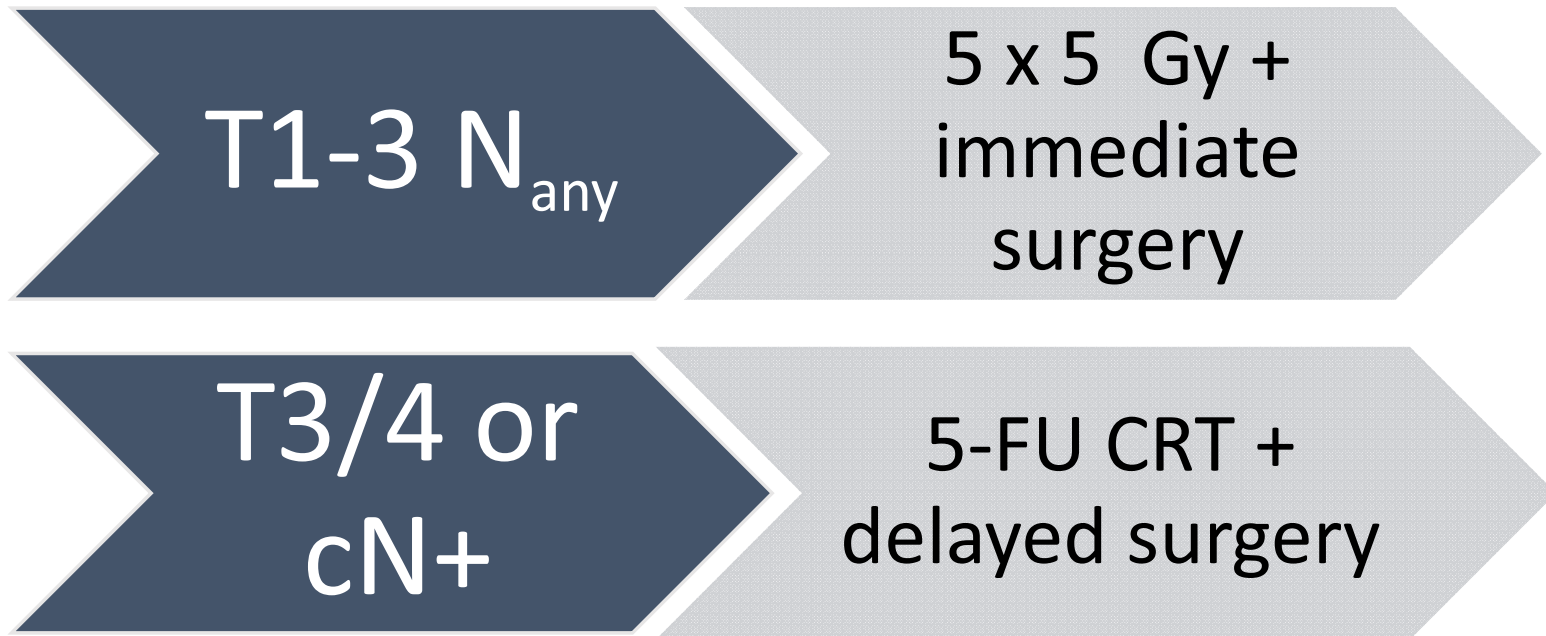 T1-3 Nany
5 x 5 Gy +
immediate
surgery
T3/4 or
cN+
5-FU CRT +
delayed surgery